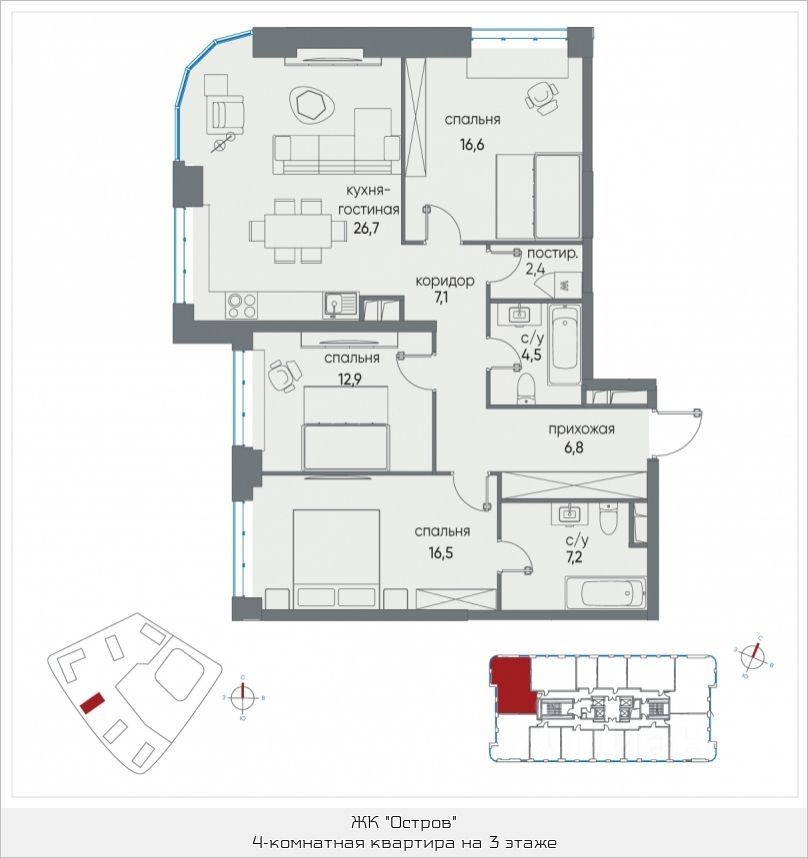 спальня
16,6
кухня-
гостиная
26,7
постир.
2,4
коридор
7,1
с/у
4,5
спальня
12,9
прихожая
6,8
спальня
16,5
с/у
7,2
С
З
В
Ю
С
З
В
Ю
ЖК "Остров"
4-комнатная квартира на 3 этаже